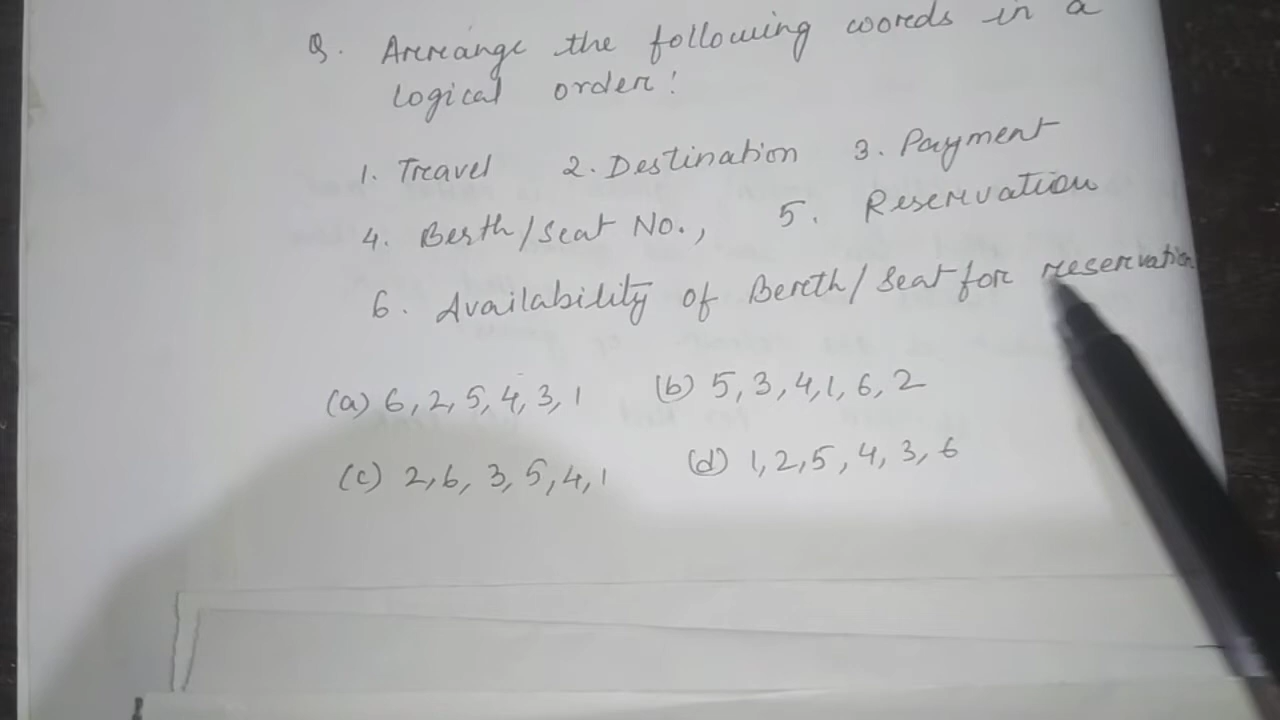 Q. Arrange the following words in a
logical order:
1. Travel 2. Destination 3. Payment
4. Berth/Seat No., 5. Reservation
6. Availability of Berth/Seat for reservation
(a) 6, 2, 5, 4, 3, 1 (b) 5, 3, 4, 1, 6, 2
(c) 2, 6, 3, 5, 4, 1 (d) 1, 2, 5, 4, 3, 6